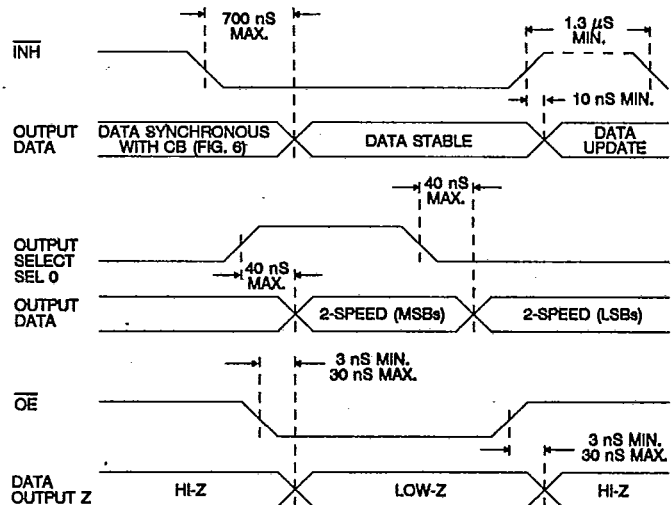 700 nS
MAX.
1.3 µS
MIN.
INH
10 nS MIN.
OUTPUT
DATA
DATA SYNCHRONOUS
WITH CB (FIG. 6)
DATA STABLE
DATA
UPDATE
40 nS
MAX.
OUTPUT
SELECT
SEL 0
40 nS
MAX.
OUTPUT
DATA
2-SPEED (MSBs)
2-SPEED (LSBs)
3 nS MIN.
30 nS MAX.
OE
3 nS MIN.
30 nS MAX.
DATA
OUTPUT Z
HI-Z
LOW-Z
HI-Z